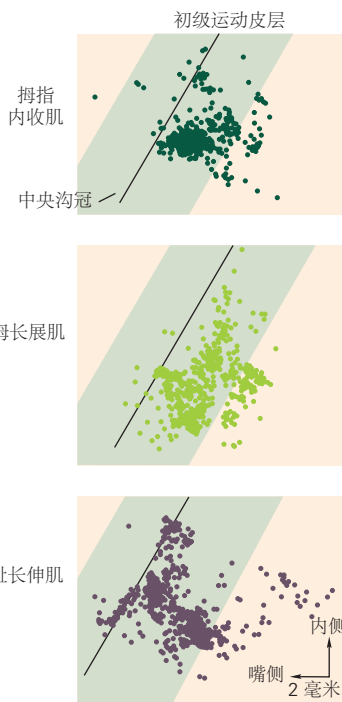 初级运动皮层
拇指
内收肌
中央沟冠
拇长展肌
趾长伸肌
内侧
嘴侧
2 毫米